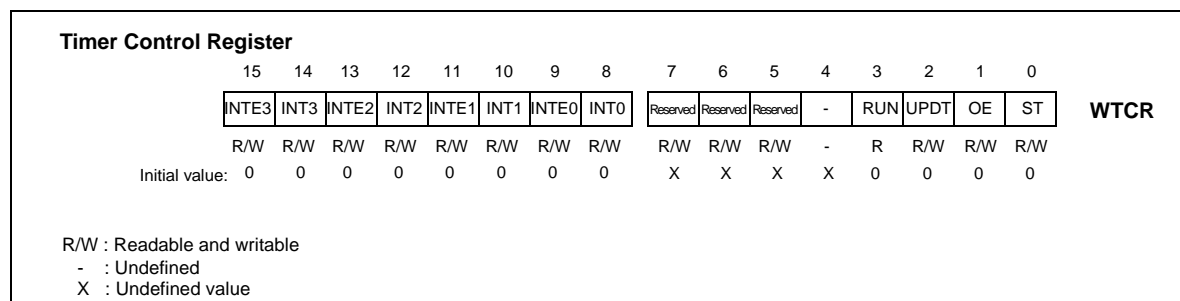 Timer Control Register
15 14 13 12 11 10 9 8 7 6 5 4 3 2 1 0
INTE3 INT3 INTE2 INT2 INTE1 INT1 INTE0 INT0 Reserved Reserved Reserved - RUN UPDT OE ST WTCR
R/W R/W R/W R/W R/W R/W R/W R/W R/W R/W R/W - R R/W R/W R/W
Initial value: 0 0 0 0 0 0 0 0 X X X X 0 0 0 0
R/W : Readable and writable
- : Undefined
X : Undefined value